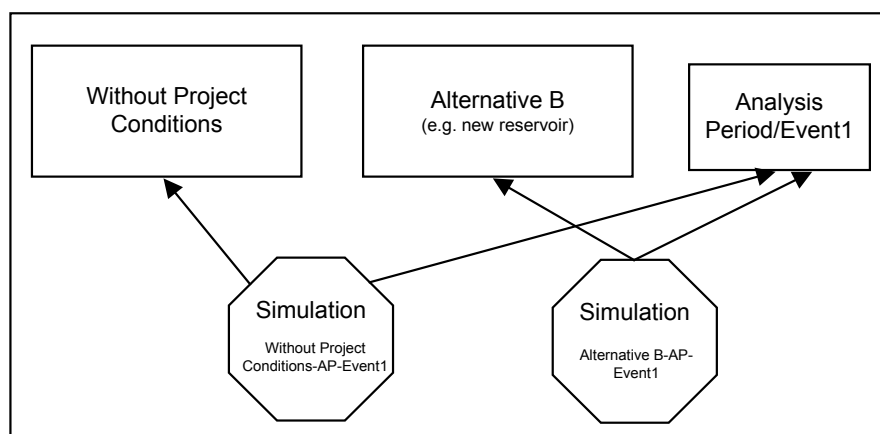 Without Project
Conditions
Alternative B
(e.g. new reservoir)
Analysis
Period/Event1
Simulation
Without Project
Conditions-AP-Event1
Simulation
Alternative B-AP-
Event1